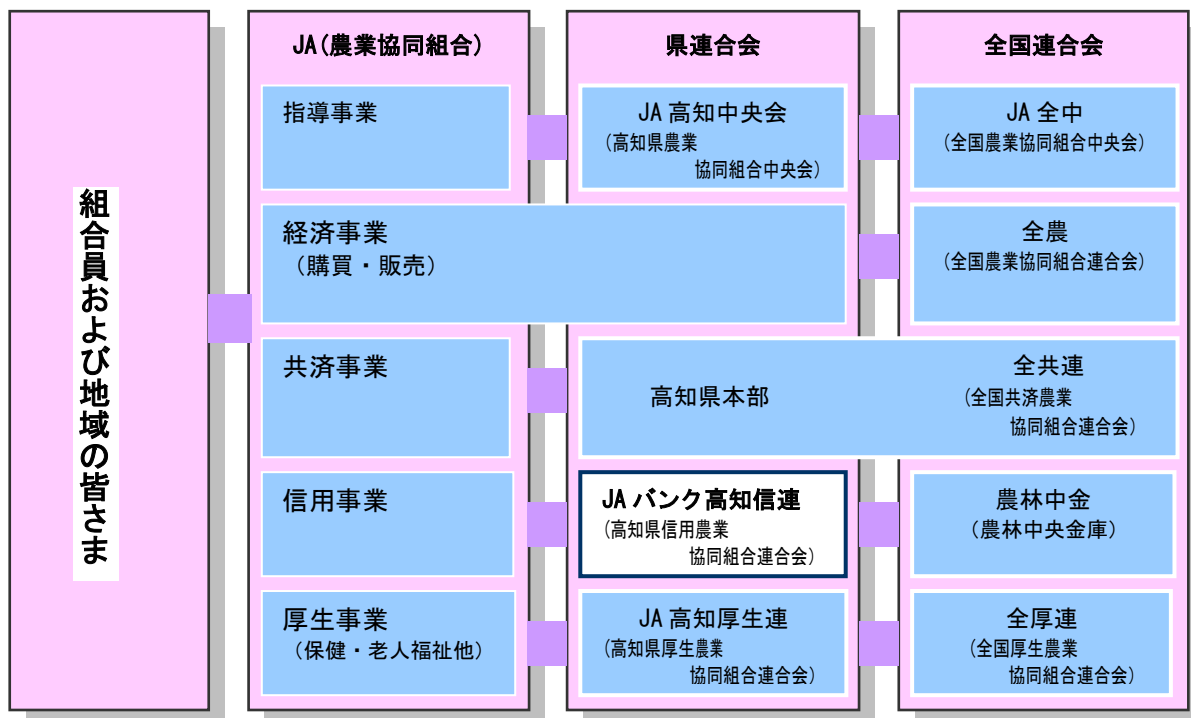 組合員および地域の皆さま
JA(農業協同組合)
県連合会
全国連合会
指導事業
JA高知中央会
(高知県農業
協同組合中央会)
JA全中
(全国農業協同組合中央会)
経済事業
(購買・販売)
全農
(全国農業協同組合連合会)
共済事業
高知県本部
全共連
(全国共済農業
協同組合連合会)
信用事業
JAバンク高知信連
(高知県信用農業
協同組合連合会)
農林中金
(農林中央金庫)
厚生事業
(保健・老人福祉他)
JA高知厚生連
(高知県厚生農業
協同組合連合会)
全厚連
(全国厚生農業
協同組合連合会)